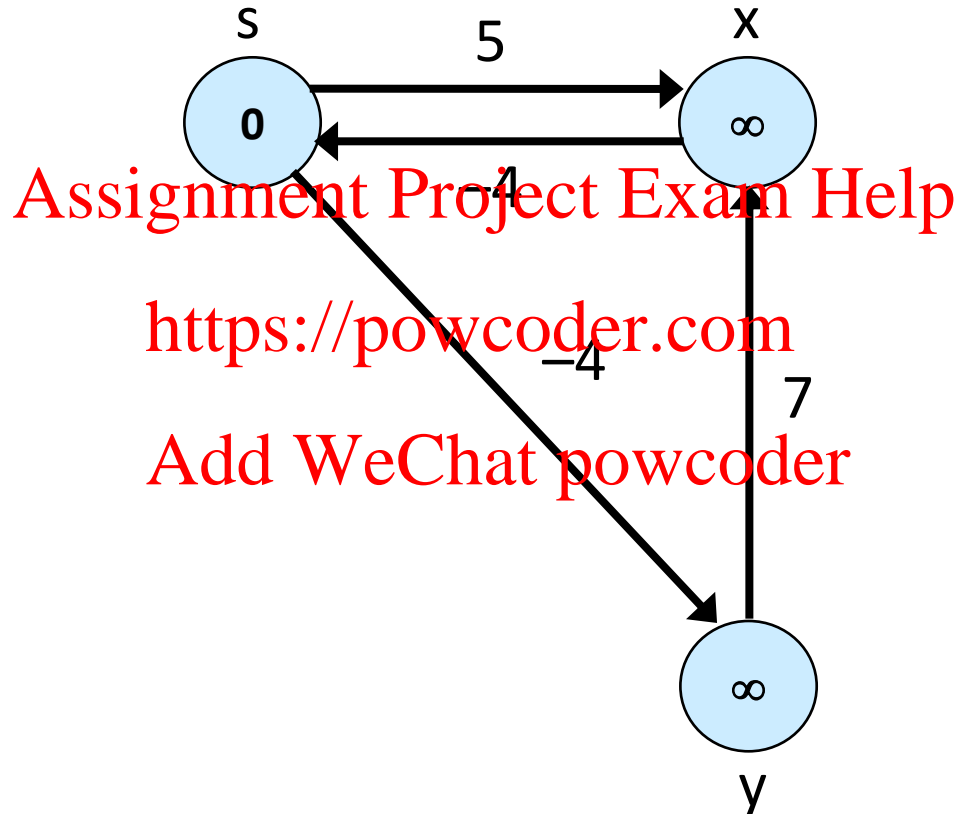 s
5
x
0
∞
−4
Assignment Project Exam Help
https://powcoder.com
−4
7
Add WeChat powcoder
∞
y